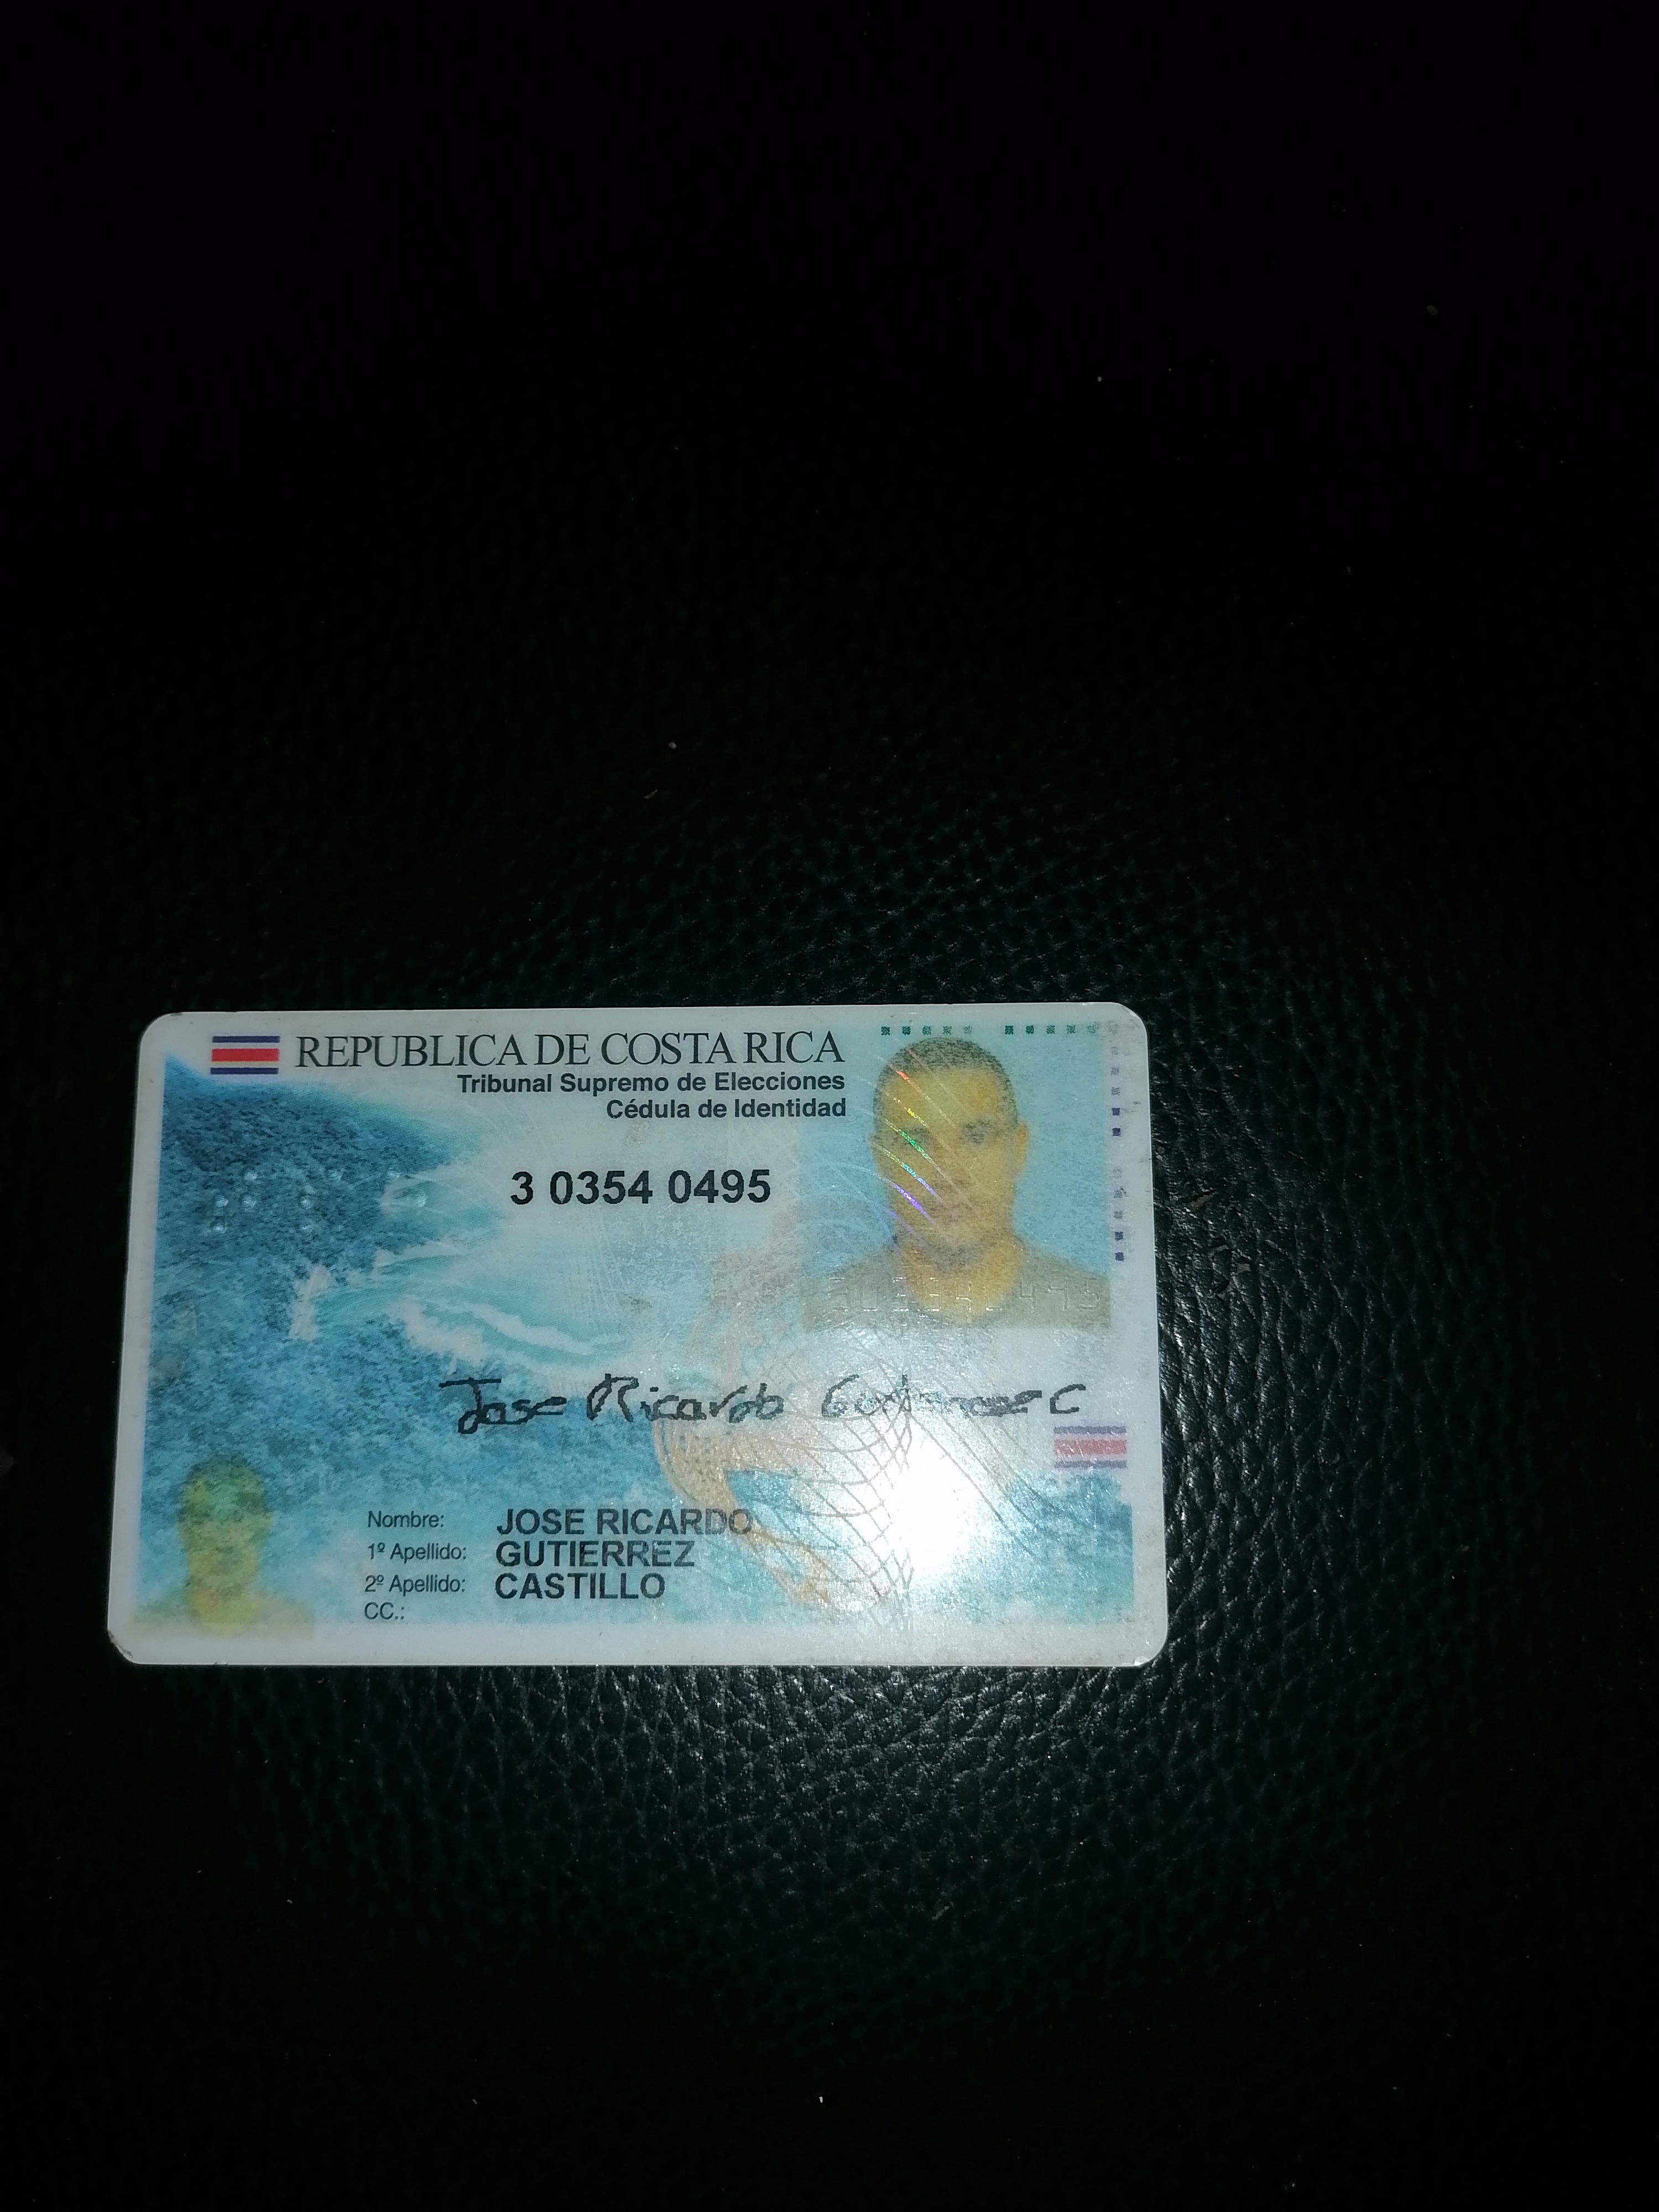 REPUBLICA DE COSTA RICA
Tribunal Supremo de Elecciones
Cédula de Identidad
3 0354 0495
Jose Ricardo Gutierrez C
Nombre: JOSE RICARDO
1º Apellido: GUTIERREZ
2º Apellido: CASTILLO
CC.: